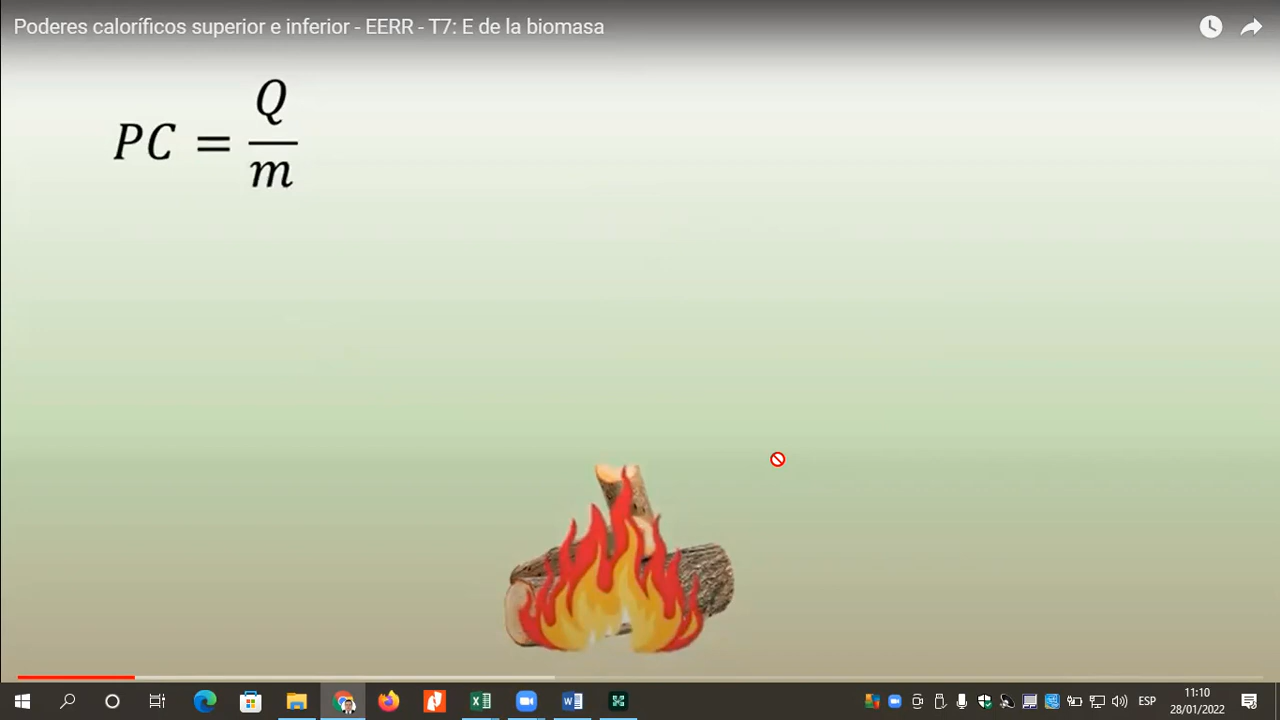 Poderes caloríficos superior e inferior - EERR - T7: E de la biomasa
PC = Q/m
ESP
11:10
28/01/2022